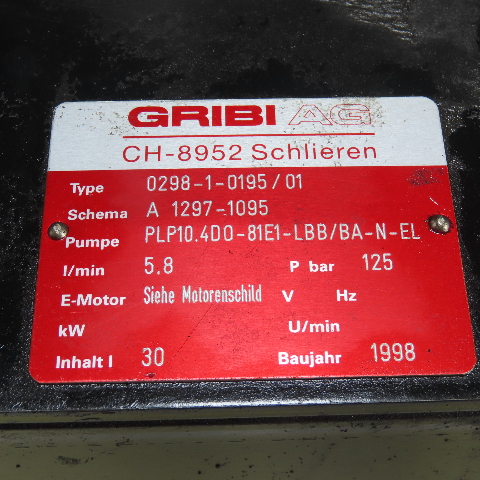 GRIBI AG
CH-8952 Schlieren
Type 0298-1-0195/01
Schema A 1297-1095
Pumpe PLP10.4D0-81E1-LBB/BA-N-EL
l/min 5.8 P bar 125
E-Motor Siehe Motorenschild V Hz
kW U/min
Inhalt l 30 Baujahr 1998